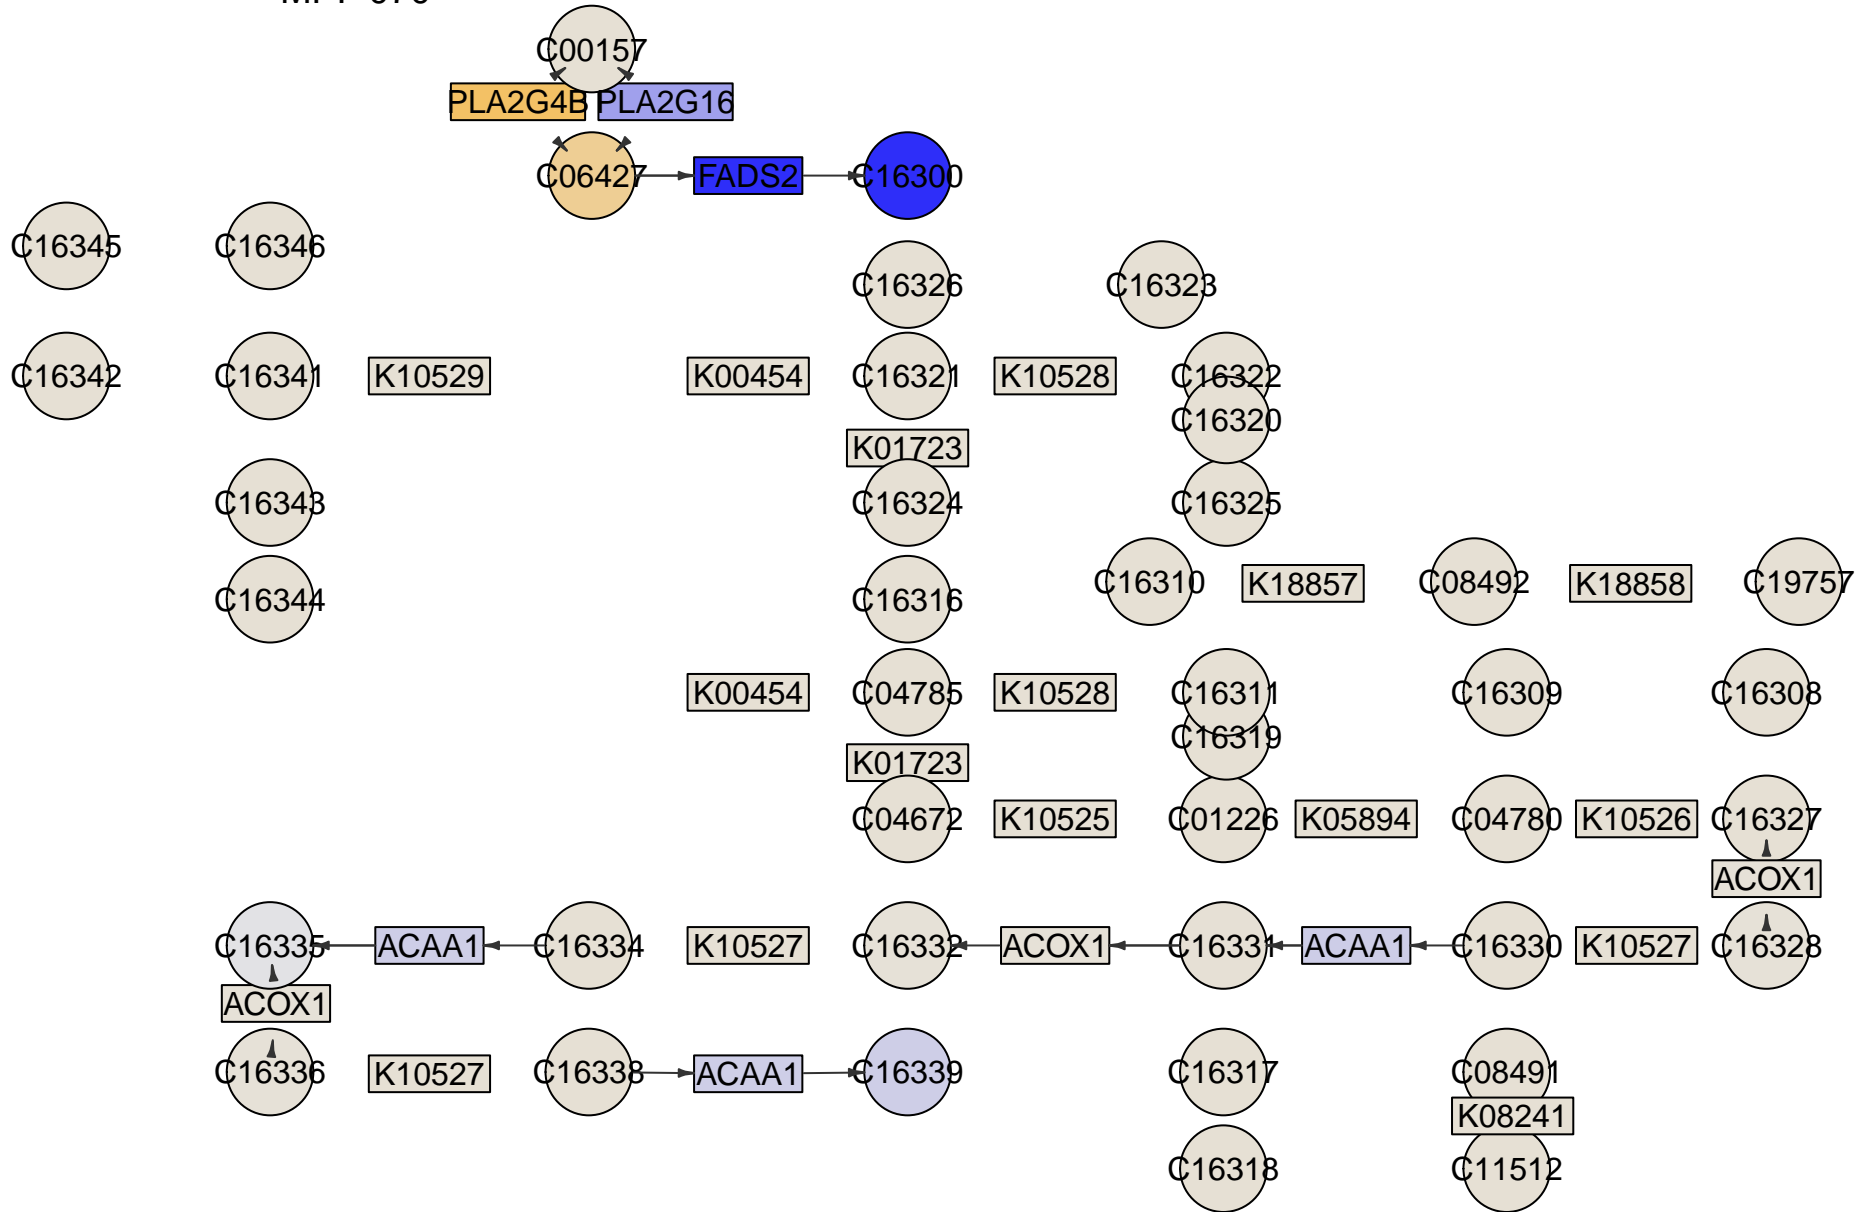 C00157
PLA2G4B PLA2G16
C06427 FADS2 C16300
C16345 C16346
C16326 C16323
C16342 C16341 K10529 K00454 C16321 K10528 C16322
C16320
K01723
C16343 C16324 C16325
C16310 K18857 C08492 K18858 C19757
C16344 C16316
K00454 C04785 K10528 C16311 C16309 C16308
C16319
K01723
C04672 K10525 C01226 K05894 C04780 K10526 C16327
ACOX1
C16335 ACAA1 C16334 K10527 C16332 ACOX1 C16331 ACAA1 C16330 K10527 C16328
ACOX1
C16336 K10527 C16338 ACAA1 C16339 C16317 C08491
K08241
C16318 C11512